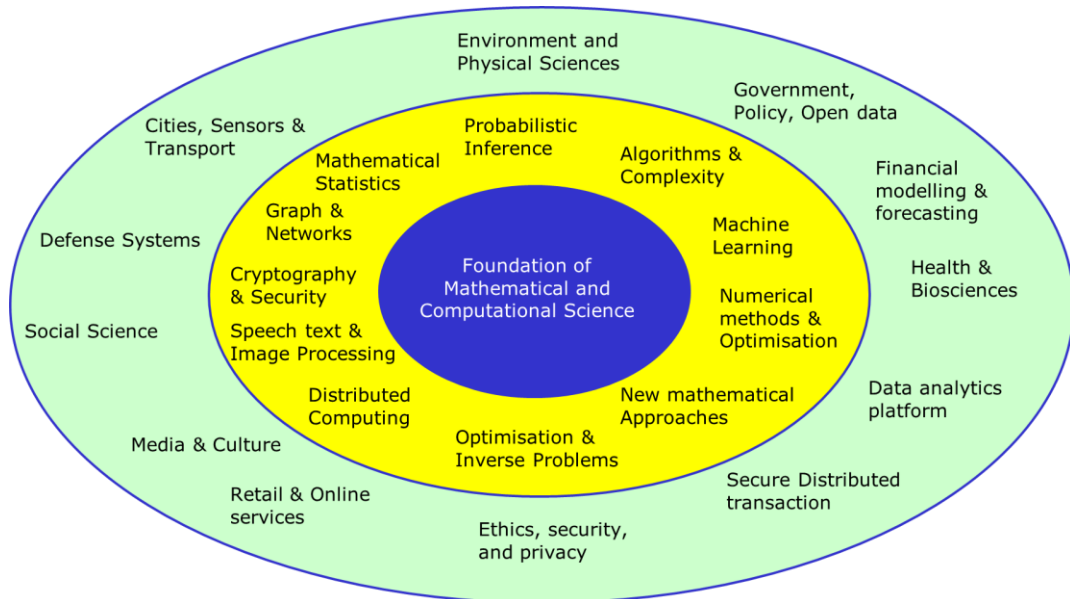 Environment and
Physical Sciences
Government,
Policy, Open data
Cities, Sensors &
Transport
Probabilistic
Inference
Mathematical
Statistics
Algorithms &
Complexity
Financial
modelling &
forecasting
Graph &
Networks
Machine
Learning
Defense Systems
Foundation of
Mathematical and
Computational Science
Cryptography
& Security
Health &
Biosciences
Numerical
methods &
Optimisation
Social Science
Speech text &
Image Processing
Distributed
Computing
New mathematical
Approaches
Data analytics
platform
Media & Culture
Optimisation &
Inverse Problems
Retail & Online
services
Secure Distributed
transaction
Ethics, security,
and privacy